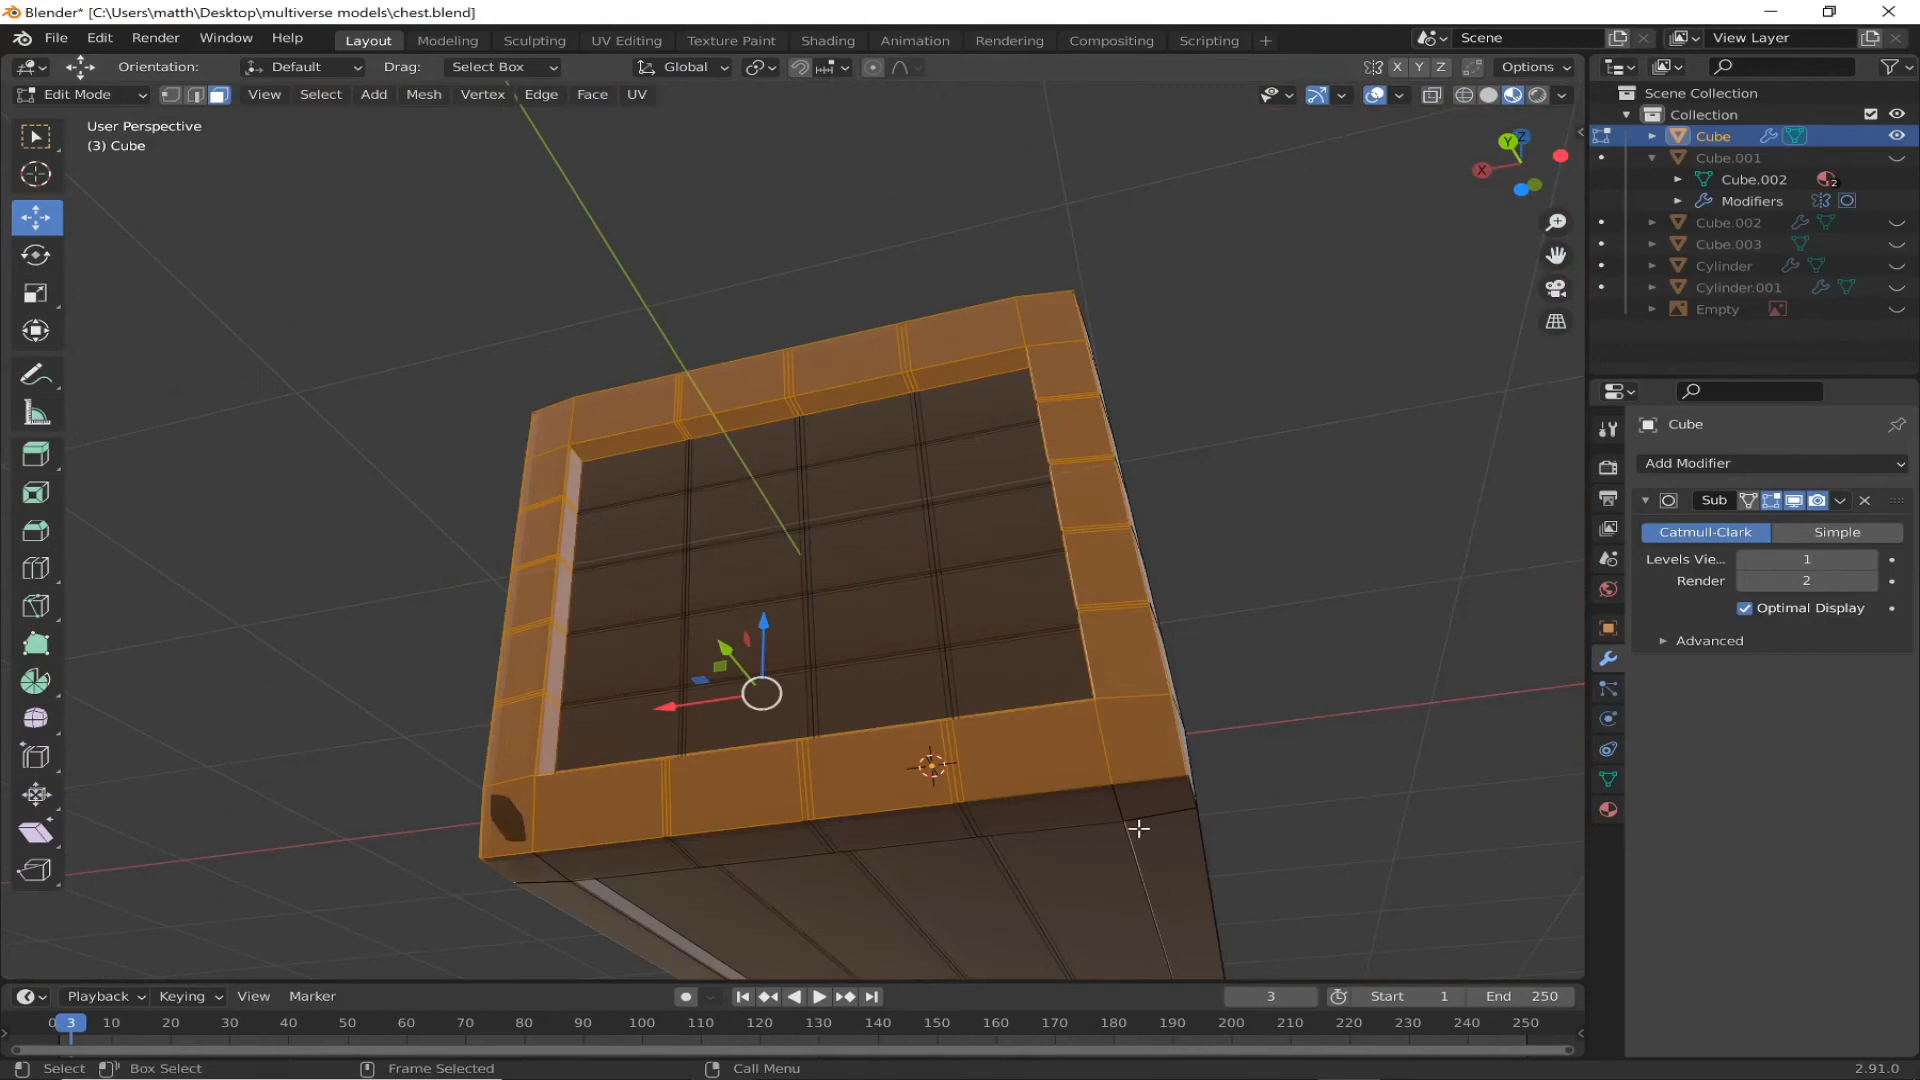 Blender* [C:\Users\matth\Desktop\multiverse models\chest.blend]
File Edit Render Window Help Layout Modeling Sculpting UV Editing Texture Paint Shading Animation Rendering Compositing Scripting + Scene View Layer
Orientation: Default Drag: Select Box Global X Y Z Options
Edit Mode View Select Add Mesh Vertex Edge Face UV
User Perspective
(3) Cube
Z
Y
X
Scene Collection
Collection
Cube
Cube.001
Cube.002 2
Modifiers
Cube.002
Cube.003
Cylinder
Cylinder.001
Empty
Cube
Add Modifier
Sub
Catmull-Clark Simple
Levels Vie... 1
Render 2
Optimal Display
Advanced
Playback Keying View Marker 3 Start 1 End 250
0 3 10 20 30 40 50 60 70 80 90 100 110 120 130 140 150 160 170 180 190 200 210 220 230 240 250
Select Box Select Frame Selected Call Menu 2.91.0